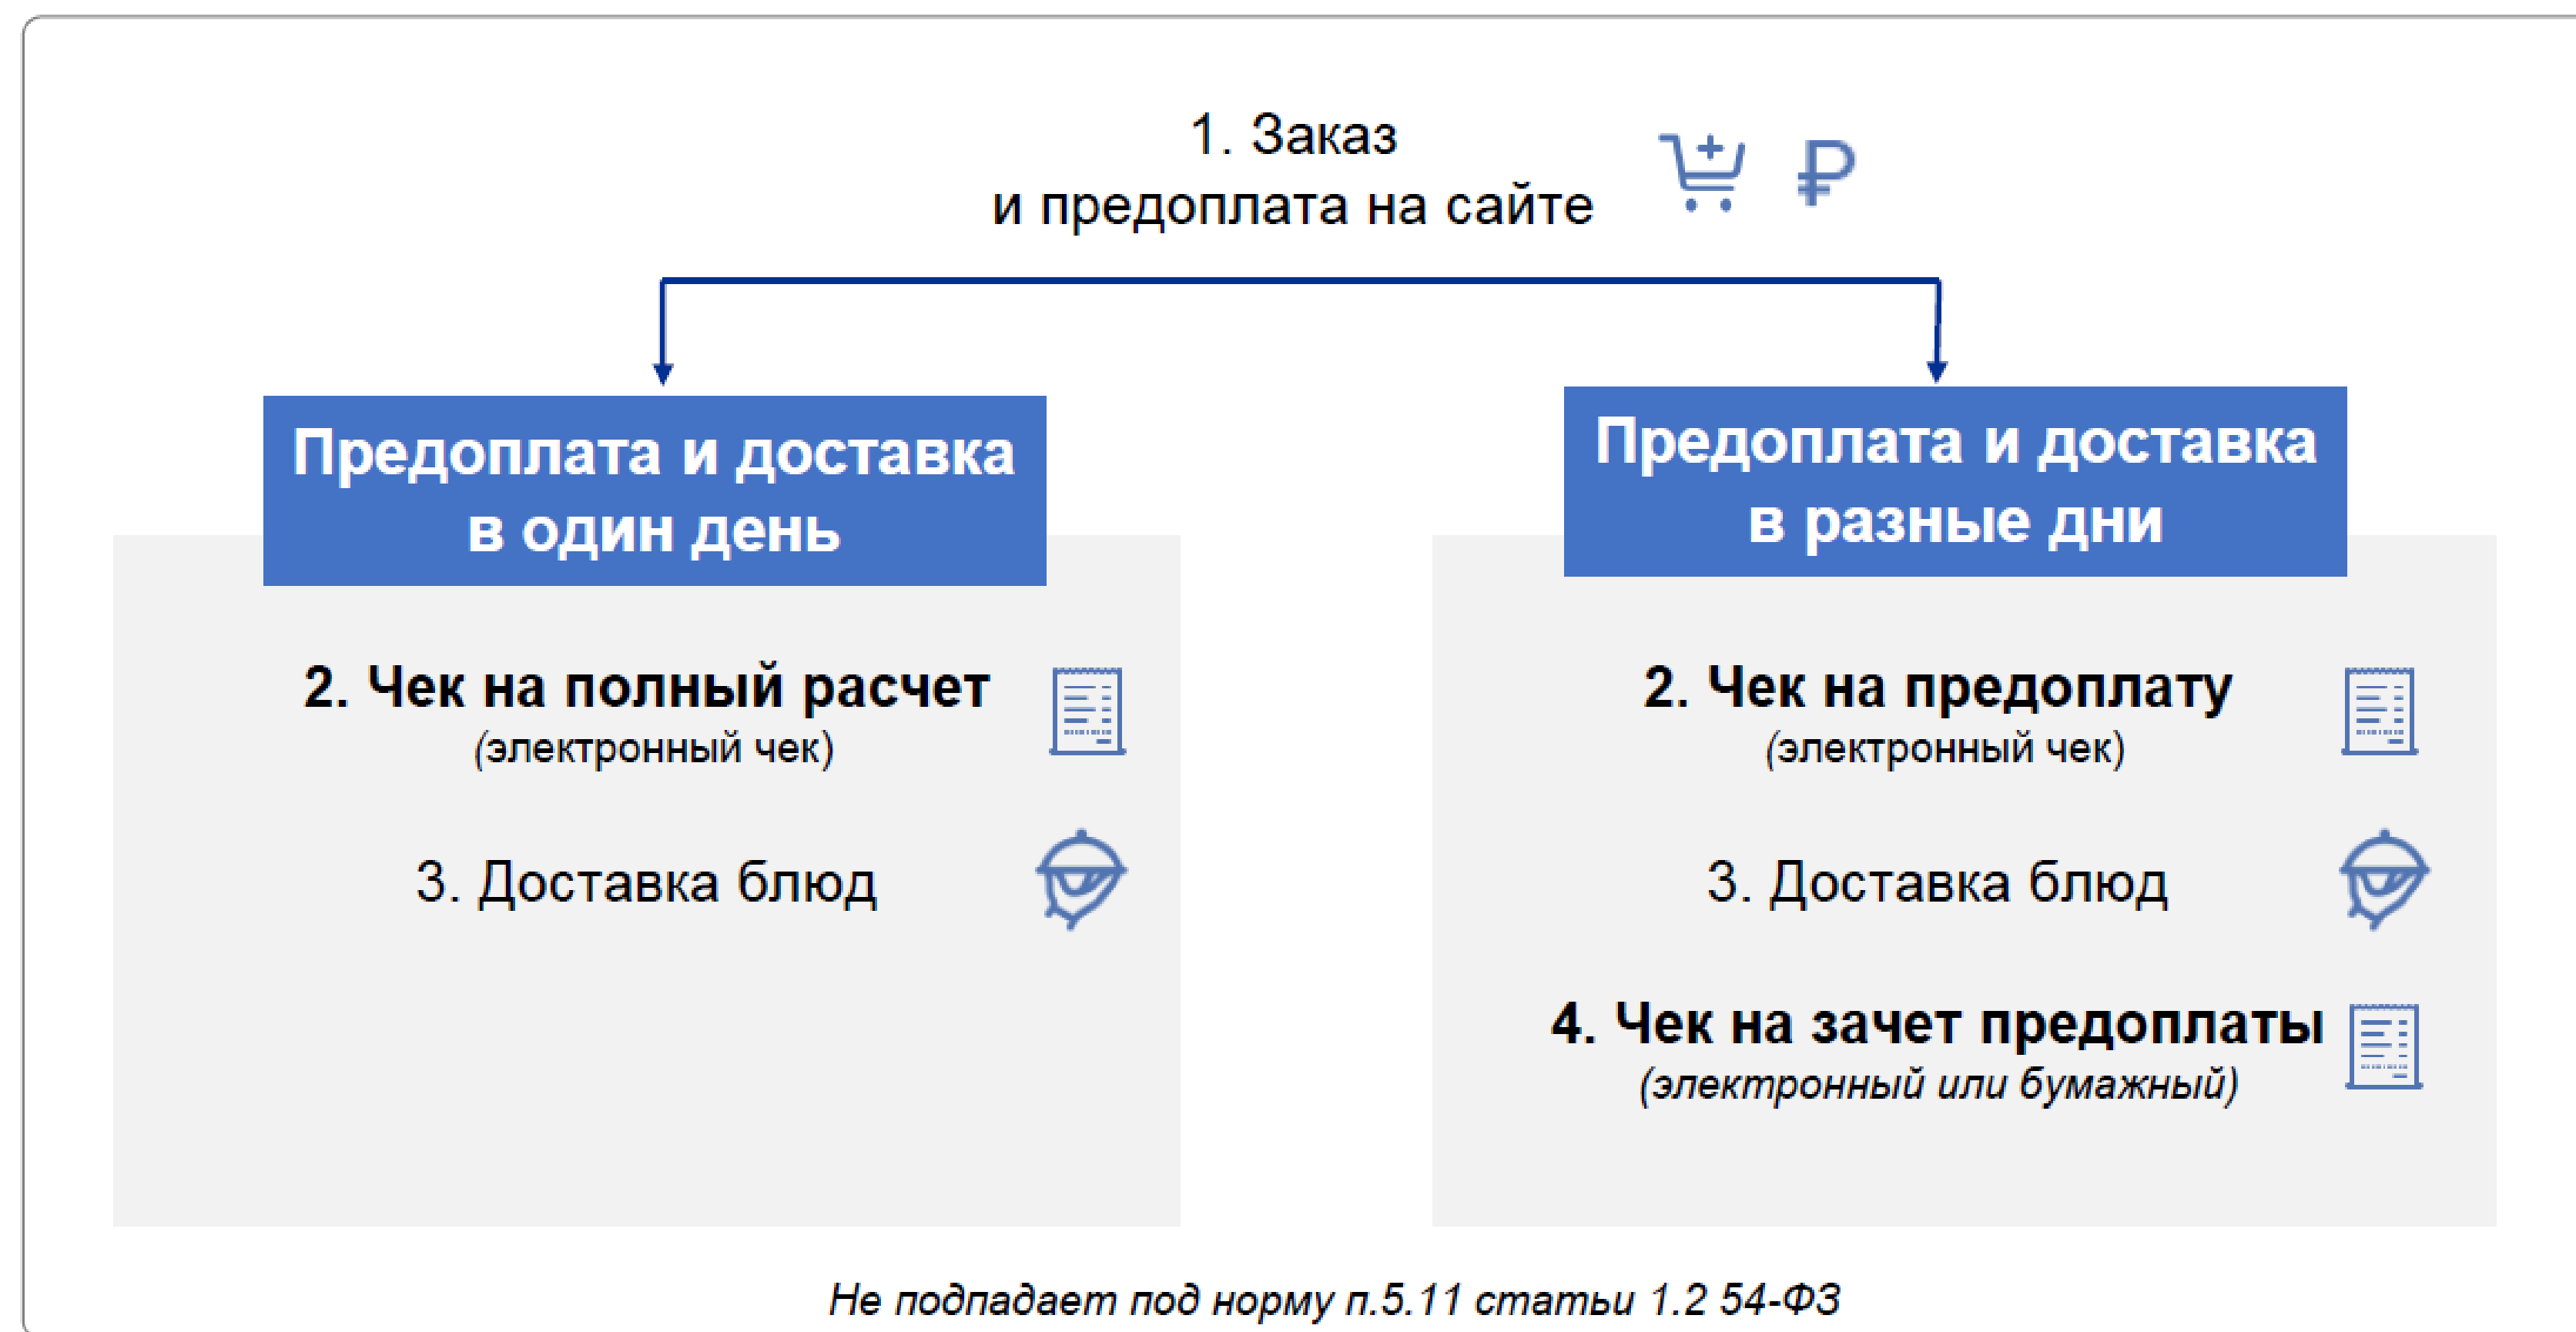 1. Заказ
и предоплата на сайте
Предоплата и доставка
в один день
2. Чек на полный расчет
(электронный чек)
3. Доставка блюд
Предоплата и доставка
в разные дни
2. Чек на предоплату
(электронный чек)
3. Доставка блюд
4. Чек на зачет предоплаты
(электронный или бумажный)
Не подпадает под норму п.5.11 статьи 1.2 54-ФЗ